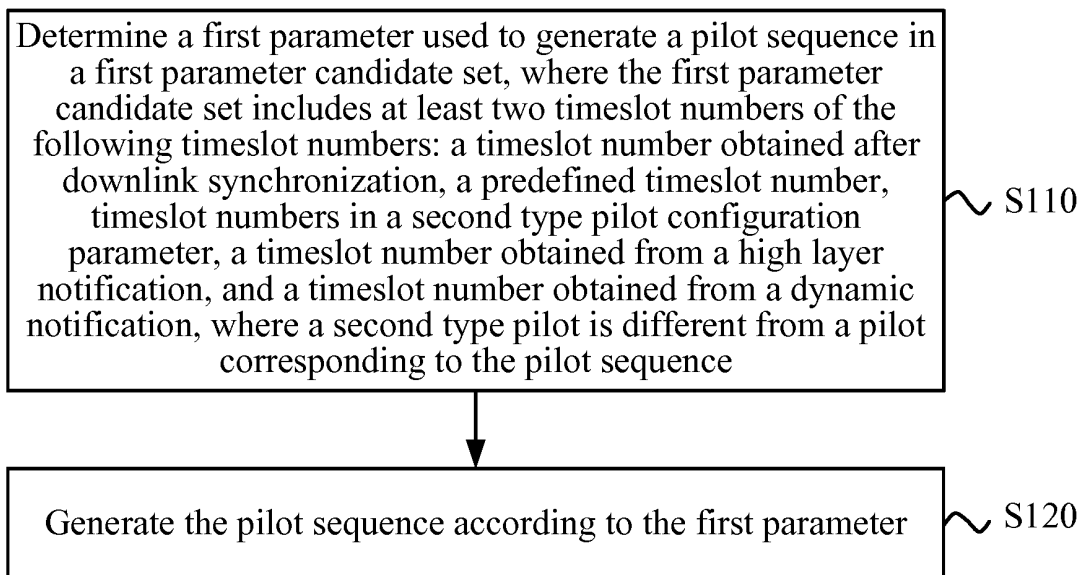 Determine a first parameter used to generate a pilot sequence in
a first parameter candidate set, where the first parameter
candidate set includes at least two timeslot numbers of the
following timeslot numbers: a timeslot number obtained after
downlink synchronization, a predefined timeslot number,
timeslot numbers in a second type pilot configuration
parameter, a timeslot number obtained from a high layer
notification, and a timeslot number obtained from a dynamic
notification, where a second type pilot is different from a pilot
corresponding to the pilot sequence
S110
Generate the pilot sequence according to the first parameter
S120